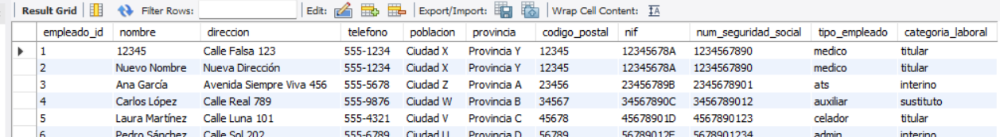 Result Grid Filter Rows: Edit: Export/Import: Wrap Cell Content: IA
empleado_id nombre direccion telefono poblacion provincia codigo_postal nif num_seguridad_social tipo_empleado categoria_laboral
1 12345 Calle Falsa 123 555-1234 Ciudad X Provincia Y 12345 12345678A 1234567890 medico titular
2 Nuevo Nombre Nueva Dirección 555-1234 Ciudad X Provincia Y 12345 12345678A 1234567890 medico titular
3 Ana García Avenida Siempre Viva 456 555-5678 Ciudad Z Provincia A 23456 23456789B 2345678901 ats interino
4 Carlos López Calle Real 789 555-9876 Ciudad W Provincia B 34567 34567890C 3456789012 auxiliar sustituto
5 Laura Martínez Calle Luna 101 555-4321 Ciudad V Provincia C 45678 45678901D 4567890123 celador titular
6 Pedro Sánchez Calle Sol 202 555-6789 Ciudad U Provincia D 56789 56789012E 5678901234 admin interino